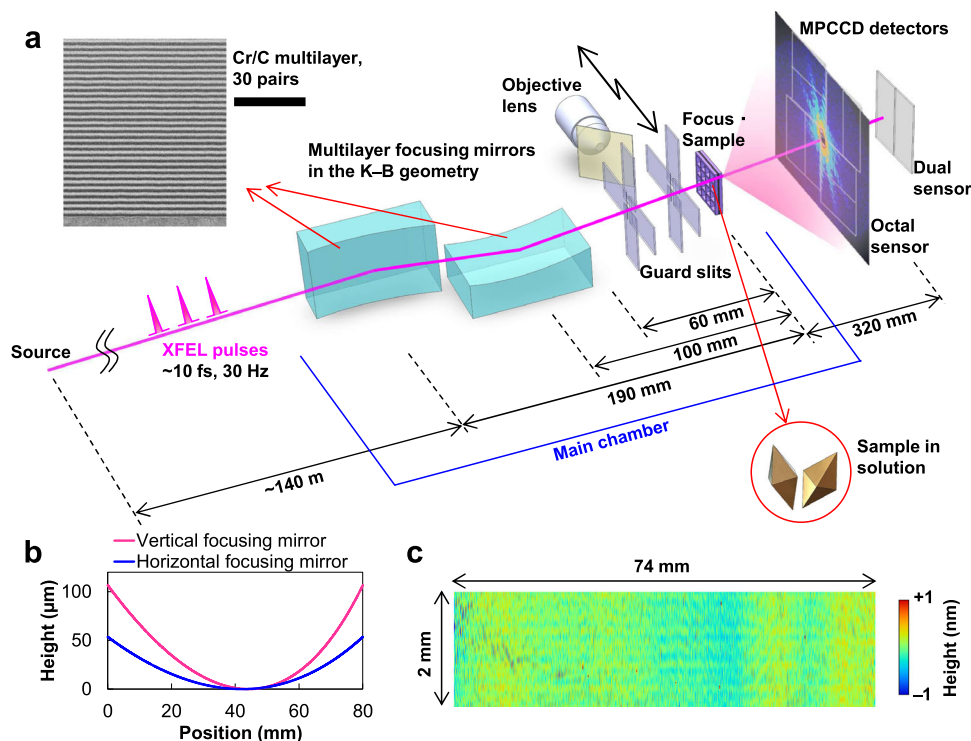 a
Cr/C multilayer,
30 pairs
MPCCD detectors
Objective
lens
Focus・
Sample
Multilayer focusing mirrors
in the K–B geometry
Dual
sensor
Octal
sensor
Guard slits
Source
XFEL pulses
~10 fs, 30 Hz
60 mm
100 mm
320 mm
190 mm
Main chamber
~140 m
Sample in
solution
b
Vertical focusing mirror
Horizontal focusing mirror
Height (µm)
100
50
0
0
20
40
60
80
Position (mm)
c
74 mm
2 mm
+1
–1
Height (nm)